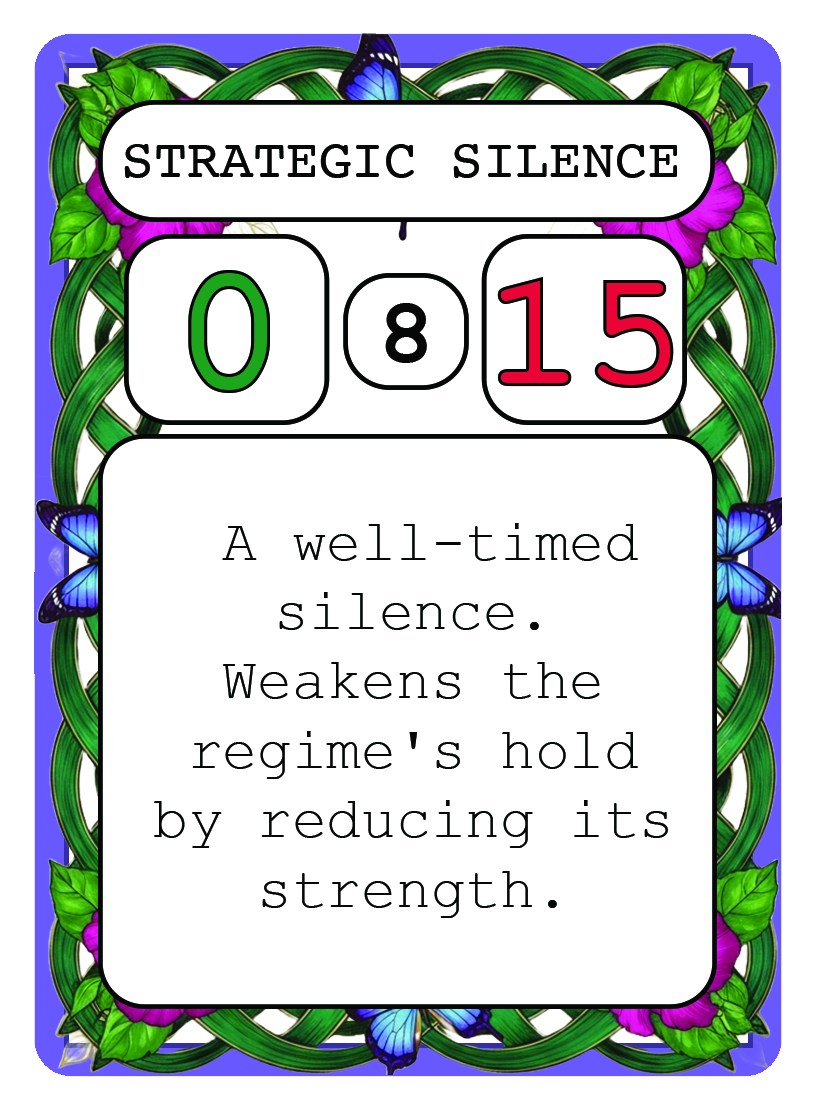 STRATEGIC SILENCE
0 8 15
A well-timed
silence.
Weakens the
regime's hold
by reducing its
strength.